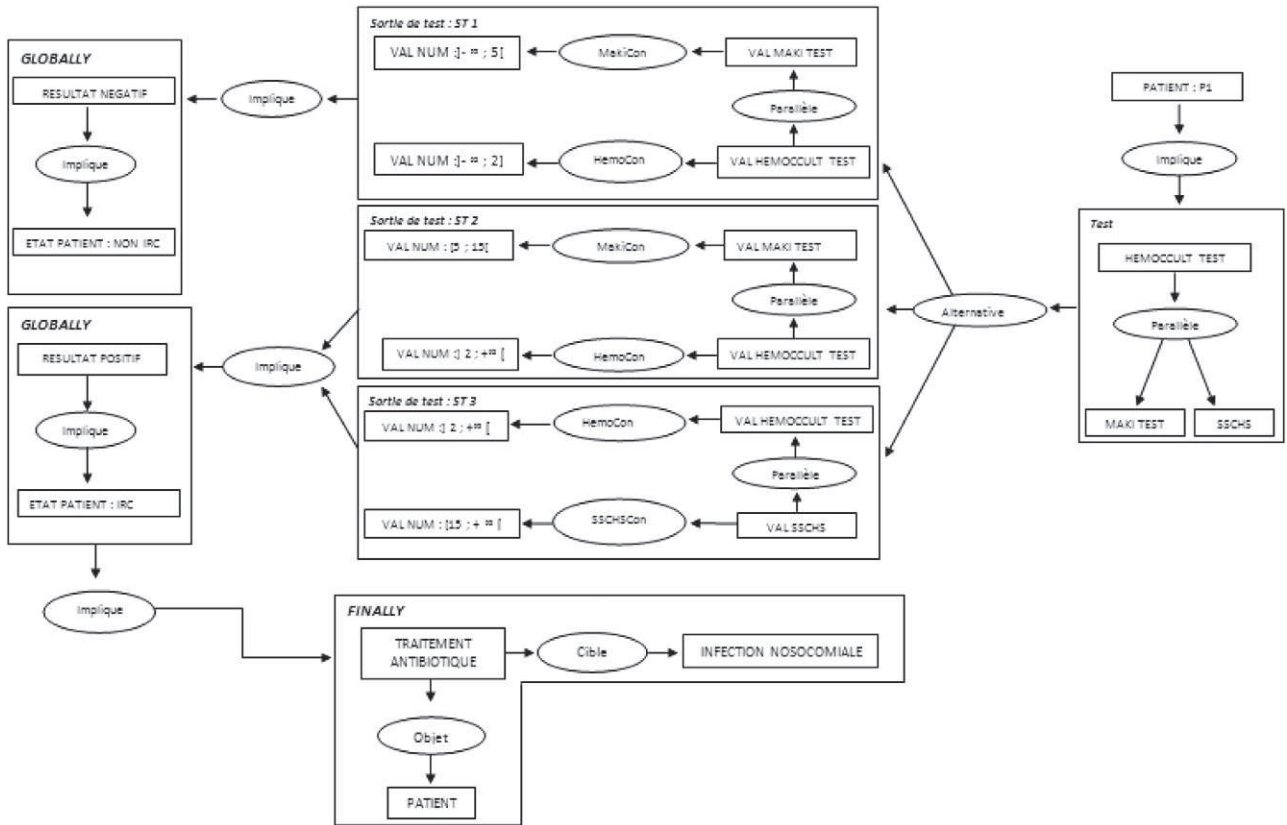 GLOBALLY
RESULTAT NEGATIF
Implique
ETAT PATIENT : NON IRC
Implique
Sortie de test : ST 1
VAL NUM :]- ∞ ; 5[
MakiCon
VAL MAKI TEST
Parallèle
VAL NUM :]- ∞ ; 2]
HemoCon
VAL HEMOCCULT TEST
PATIENT : P1
Implique
Test
HEMOCCULT TEST
Parallèle
MAKI TEST
SSCHS
Alternative
Sortie de test : ST 2
VAL NUM : [5 ; 15[
MakiCon
VAL MAKI TEST
Parallèle
VAL NUM :] 2 ; +∞ [
HemoCon
VAL HEMOCCULT TEST
GLOBALLY
RESULTAT POSITIF
Implique
ETAT PATIENT : IRC
Implique
Sortie de test : ST 3
VAL NUM :] 2 ; +∞ [
HemoCon
VAL HEMOCCULT TEST
Parallèle
VAL NUM : [15 ; + ∞ [
SSCHSCon
VAL SSCHS
Implique
FINALLY
TRAITEMENT
ANTIBIOTIQUE
Cible
INFECTION NOSOCOMIALE
Objet
PATIENT